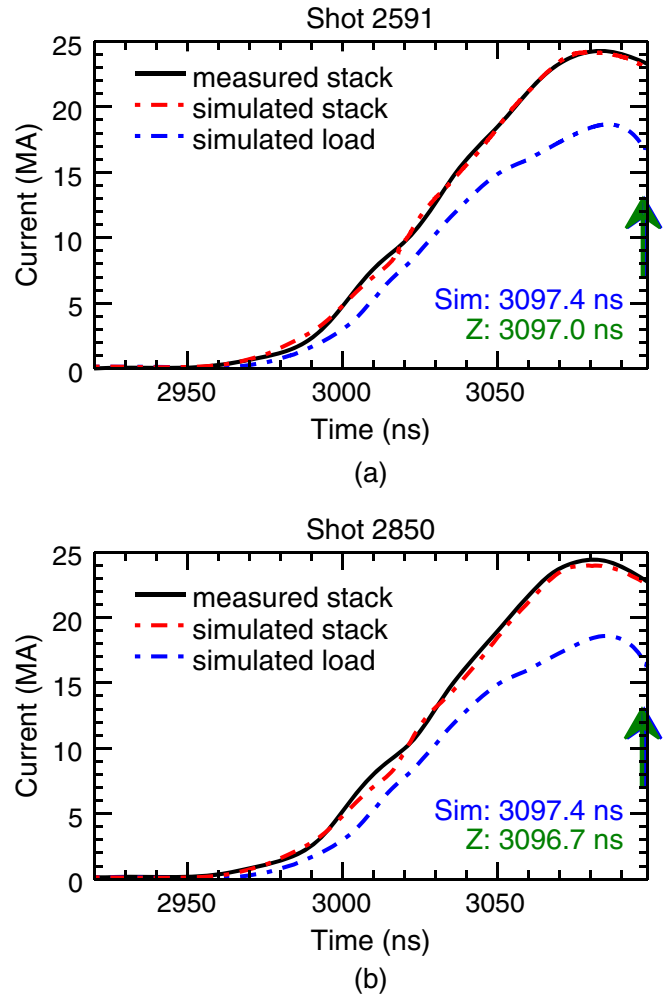 Shot 2591
25
20
15
10
5
0
Current (MA)
measured stack
simulated stack
simulated load
Sim: 3097.4 ns
Z: 3097.0 ns
2950
3000
3050
Time (ns)
(a)
Shot 2850
25
20
15
10
5
0
Current (MA)
measured stack
simulated stack
simulated load
Sim: 3097.4 ns
Z: 3096.7 ns
2950
3000
3050
Time (ns)
(b)